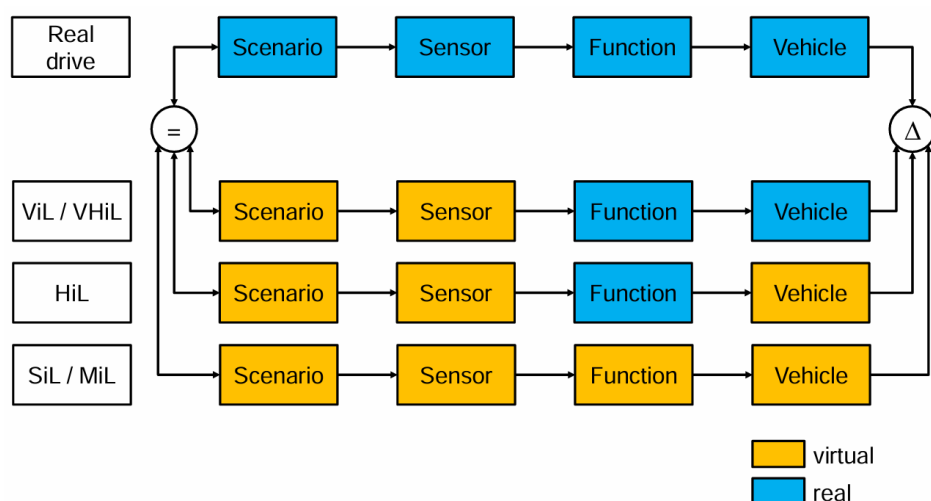 Real
drive
Scenario
Sensor
Function
Vehicle
=
Δ
ViL / VHiL
Scenario
Sensor
Function
Vehicle
HiL
Scenario
Sensor
Function
Vehicle
SiL / MiL
Scenario
Sensor
Function
Vehicle
virtual
real